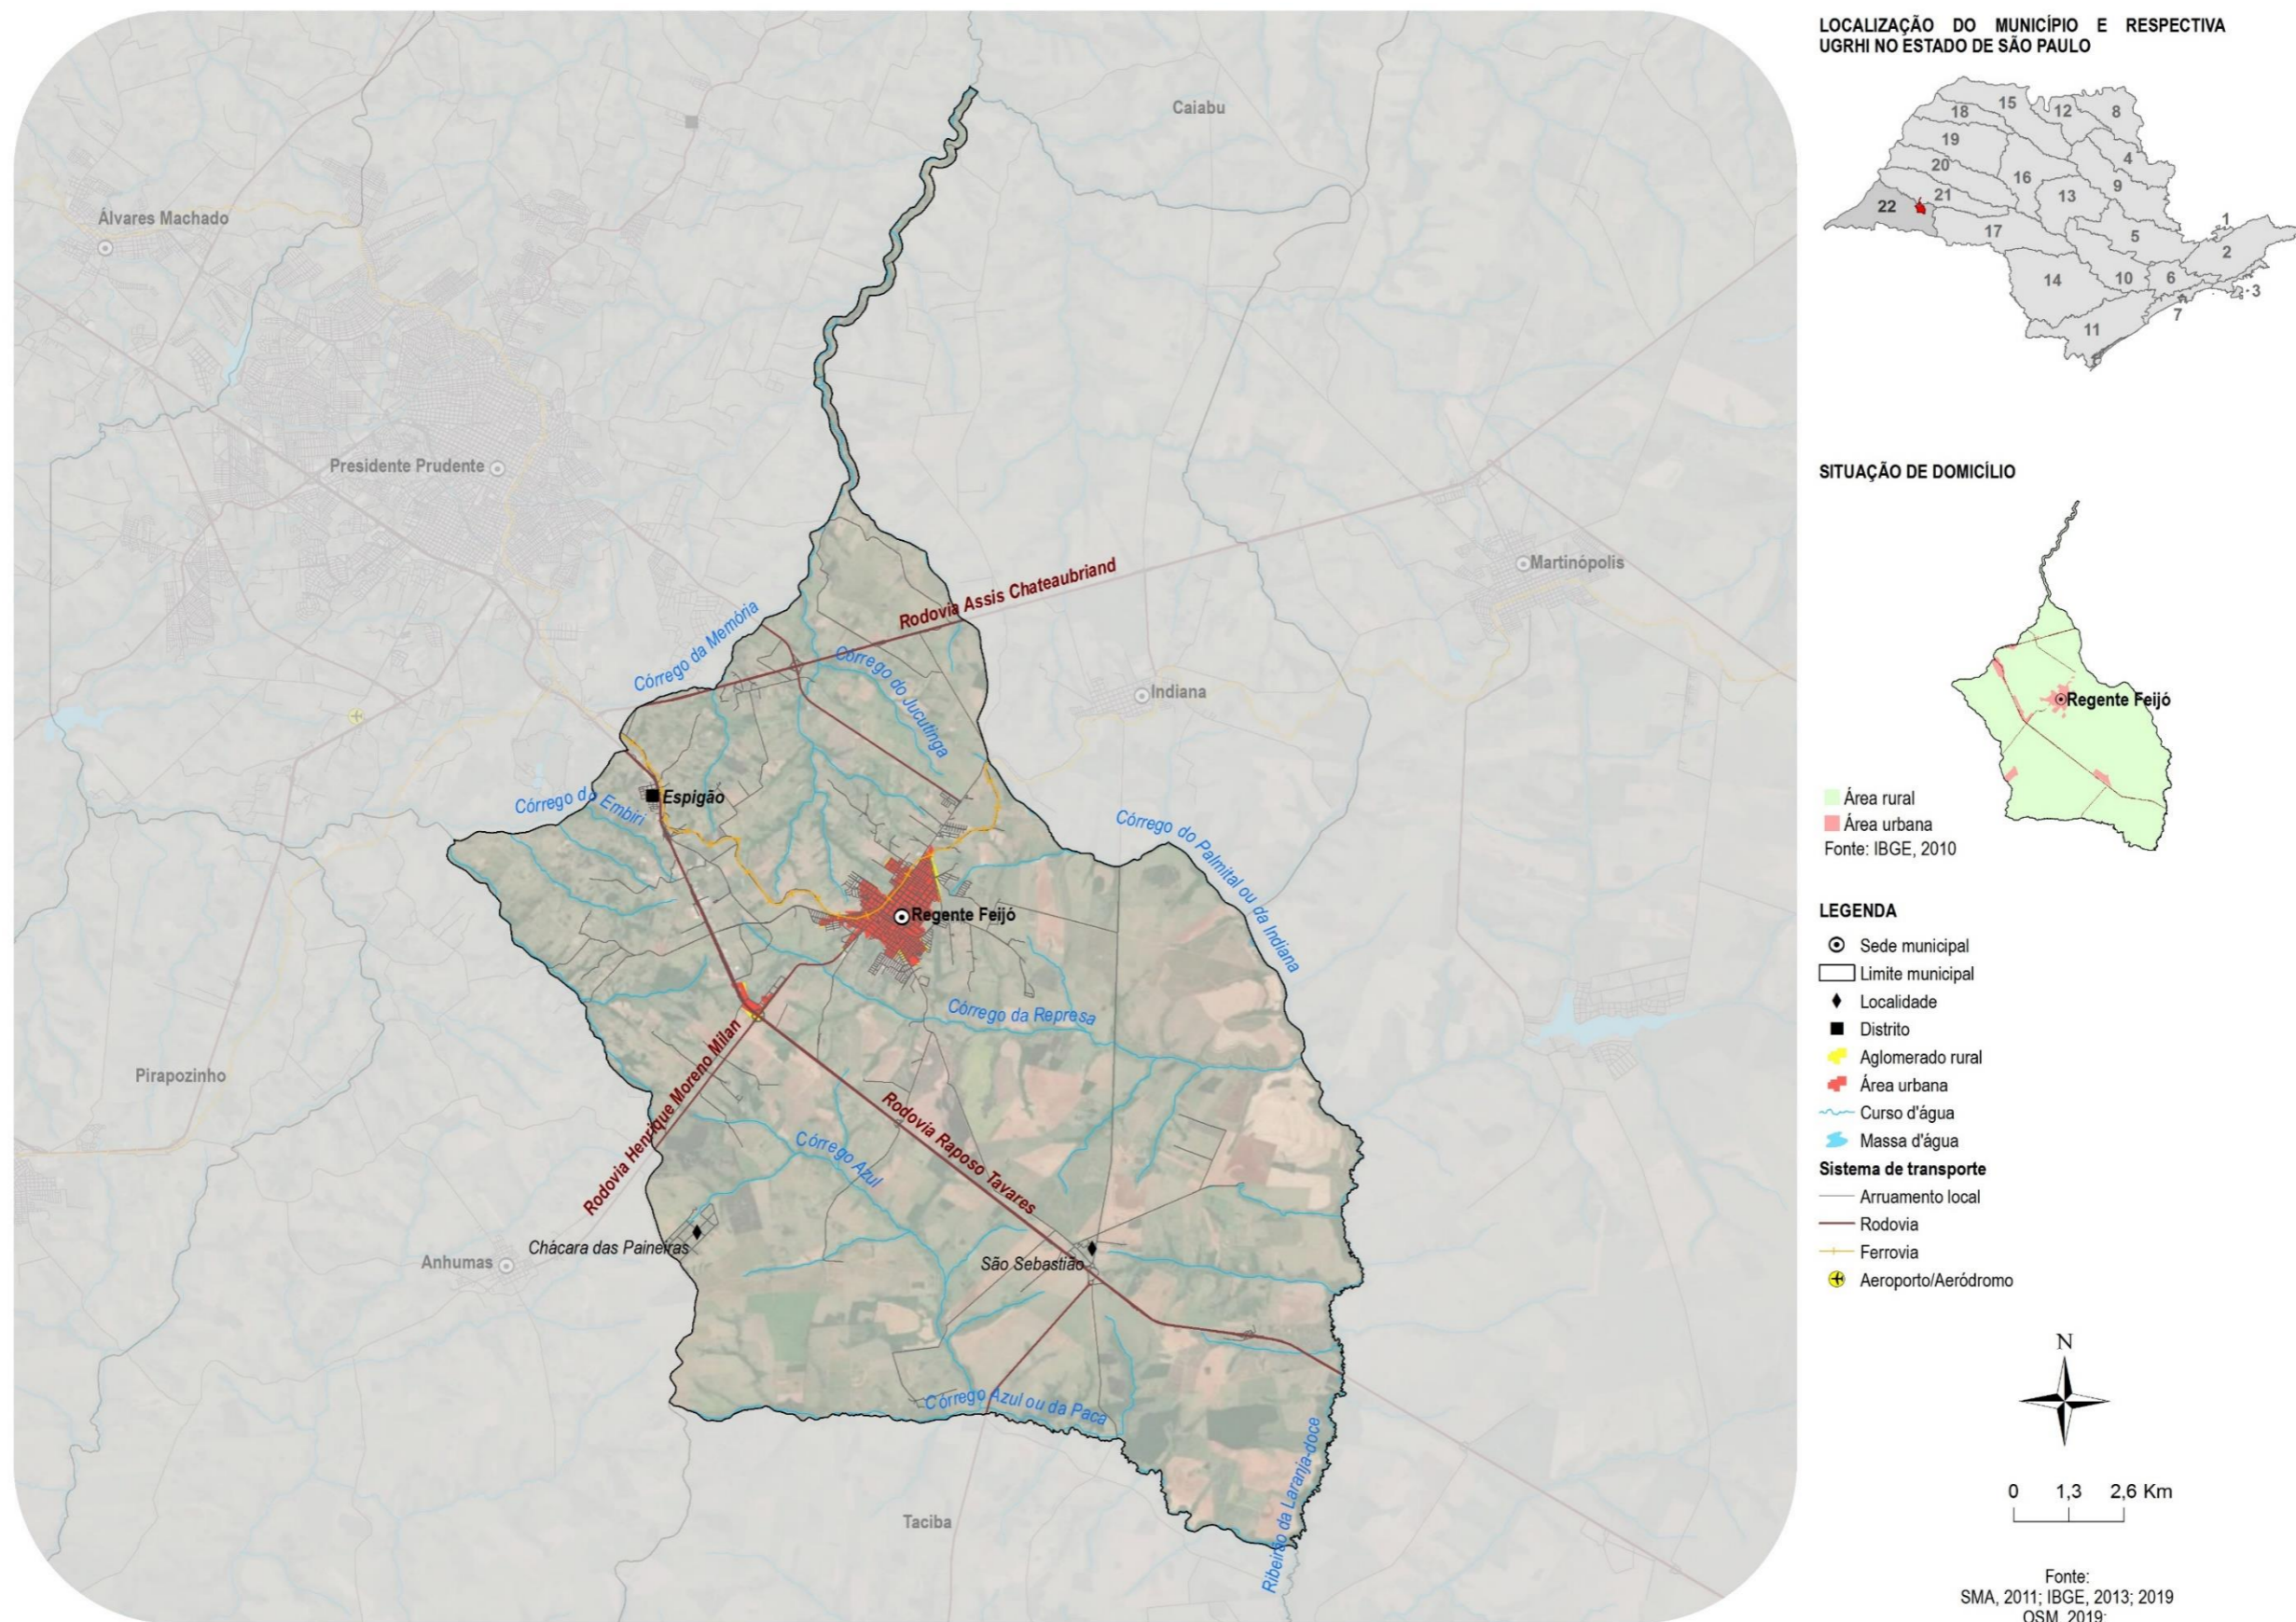 Caiabu
Álvares Machado
Presidente Prudente
Martinópolis
Rodovia Assis Chateaubriand
Córrego da Memória
Córrego do Jucutinga
Indiana
Espigão
Córrego do Embiri
Córrego do Palmital ou da Indiana
Regente Feijó
Córrego da Represa
Rodovia Henrique Moreno Milan
Pirapozinho
Rodovia Raposo Tavares
Córrego Azul
Chácara das Paineiras
São Sebastião
Anhumas
Córrego Azul ou da Paca
Ribeirão da Laranja-doce
Taciba
LOCALIZAÇÃO DO MUNICÍPIO E RESPECTIVA
UGRHI NO ESTADO DE SÃO PAULO
15
18
12
8
19
4
20
16
9
21
13
22
1
17
5
2
14
10
6
3
7
11
SITUAÇÃO DE DOMICÍLIO
Regente Feijó
Área rural
Área urbana
Fonte: IBGE, 2010
LEGENDA
Sede municipal
Limite municipal
Localidade
Distrito
Aglomerado rural
Área urbana
Curso d'água
Massa d'água
Sistema de transporte
Arruamento local
Rodovia
Ferrovia
Aeroporto/Aeródromo
N
0 1,3 2,6 Km
Fonte:
SMA, 2011; IBGE, 2013; 2019
OSM, 2019;